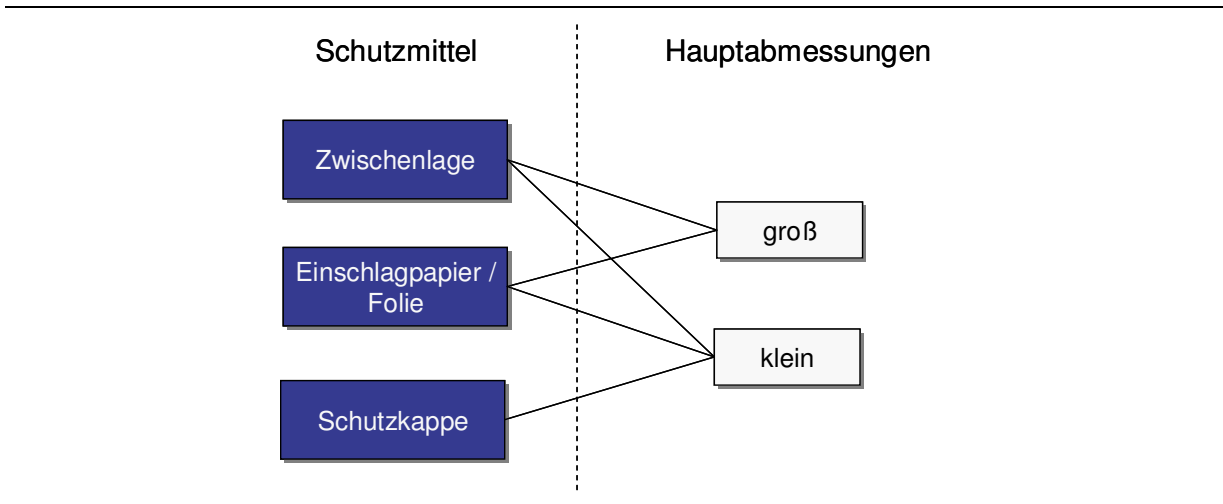 Schutzmittel
Hauptabmessungen
Zwischenlage
groß
Einschlagpapier /
Folie
klein
Schutzkappe